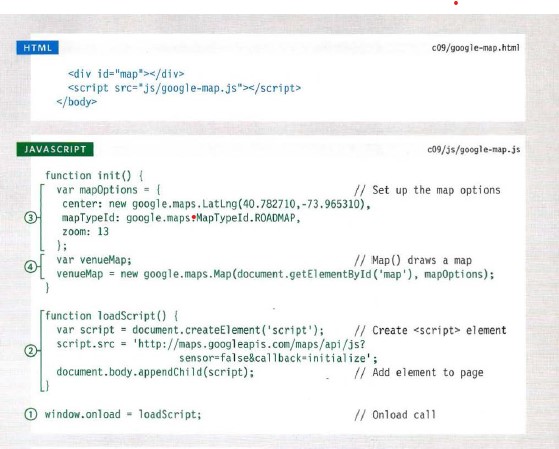 HTML
c09/google-map.html
<div id="map"></div>
<script src="js/google-map.js"></script>
</body>
JAVASCRIPT
c09/js/google-map.js
function init() {
③ var mapOptions = { // Set up the map options
center: new google.maps.LatLng(40.782710,-73.965310),
mapTypeId: google.maps.MapTypeId.ROADMAP,
zoom: 13
};
④ var venueMap; // Map() draws a map
venueMap = new google.maps.Map(document.getElementById('map'), mapOptions);
}
function loadScript() {
② var script = document.createElement('script'); // Create <script> element
script.src = 'http://maps.googleapis.com/maps/api/js?
sensor=false&callback=initialize';
document.body.appendChild(script); // Add element to page
}
① window.onload = loadScript; // Onload call